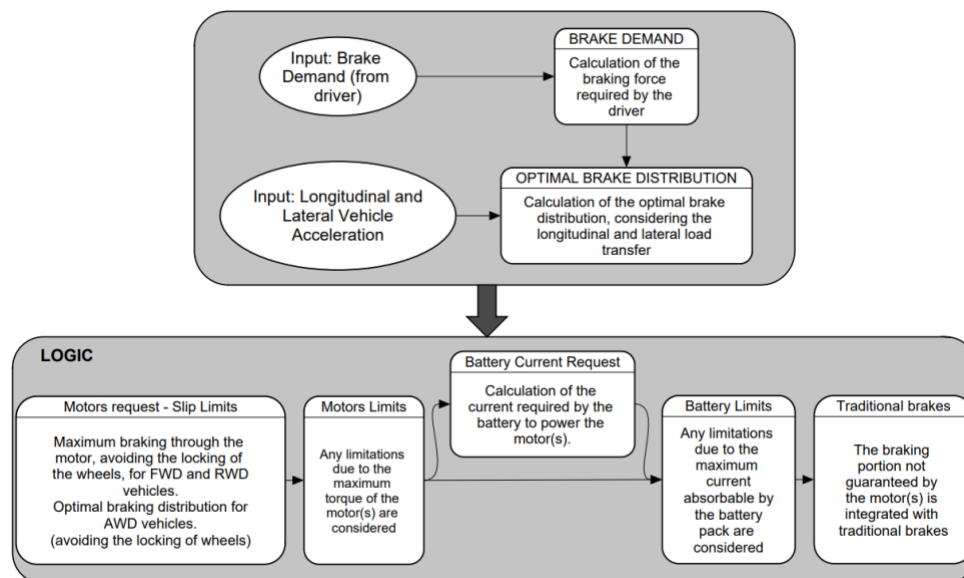 Input: Brake
Demand (from
driver)
BRAKE DEMAND
Calculation of the
braking force
required by the
driver
Input: Longitudinal and
Lateral Vehicle
Acceleration
OPTIMAL BRAKE DISTRIBUTION
Calculation of the optimal brake
distribution, considering the
longitudinal and lateral load
transfer
LOGIC
Motors request - Slip Limits
Maximum braking through the
motor, avoiding the locking of
the wheels, for FWD and RWD
vehicles.
Optimal braking distribution for
AWD vehicles.
(avoiding the locking of wheels)
Motors Limits
Any limitations
due to the
maximum
torque of the
motor(s) are
considered
Battery Current Request
Calculation of the
current required by the
battery to power the
motor(s).
Battery Limits
Any limitations
due to the
maximum
current
absorbable by
the battery
pack are
considered
Traditional brakes
The braking
portion not
guaranteed by
the motor(s) is
integrated with
traditional brakes